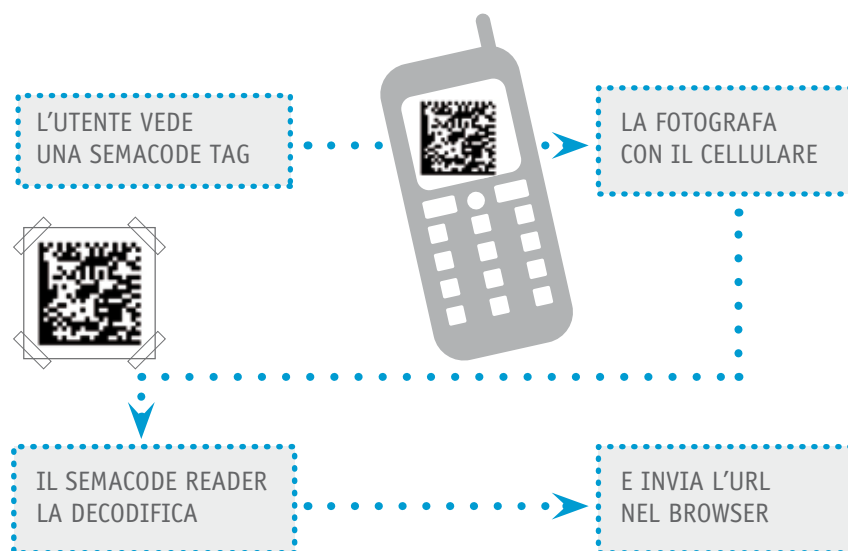 L'UTENTE VEDE
UNA SEMACODE TAG
LA FOTOGRAFA
CON IL CELLULARE
IL SEMACODE READER
LA DECODIFICA
E INVIA L'URL
NEL BROWSER